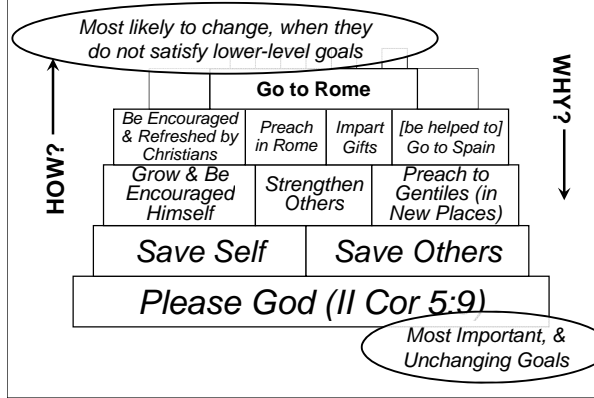 Most likely to change, when they
do not satisfy lower-level goals
Go to Rome
Be Encouraged
& Refreshed by
Christians
Preach
in Rome
Impart
Gifts
[be helped to]
Go to Spain
Grow & Be
Encouraged
Himself
Strengthen
Others
Preach to
Gentiles (in
New Places)
Save Self
Save Others
Please God (II Cor 5:9)
Most Important, &
Unchanging Goals
HOW?
WHY?